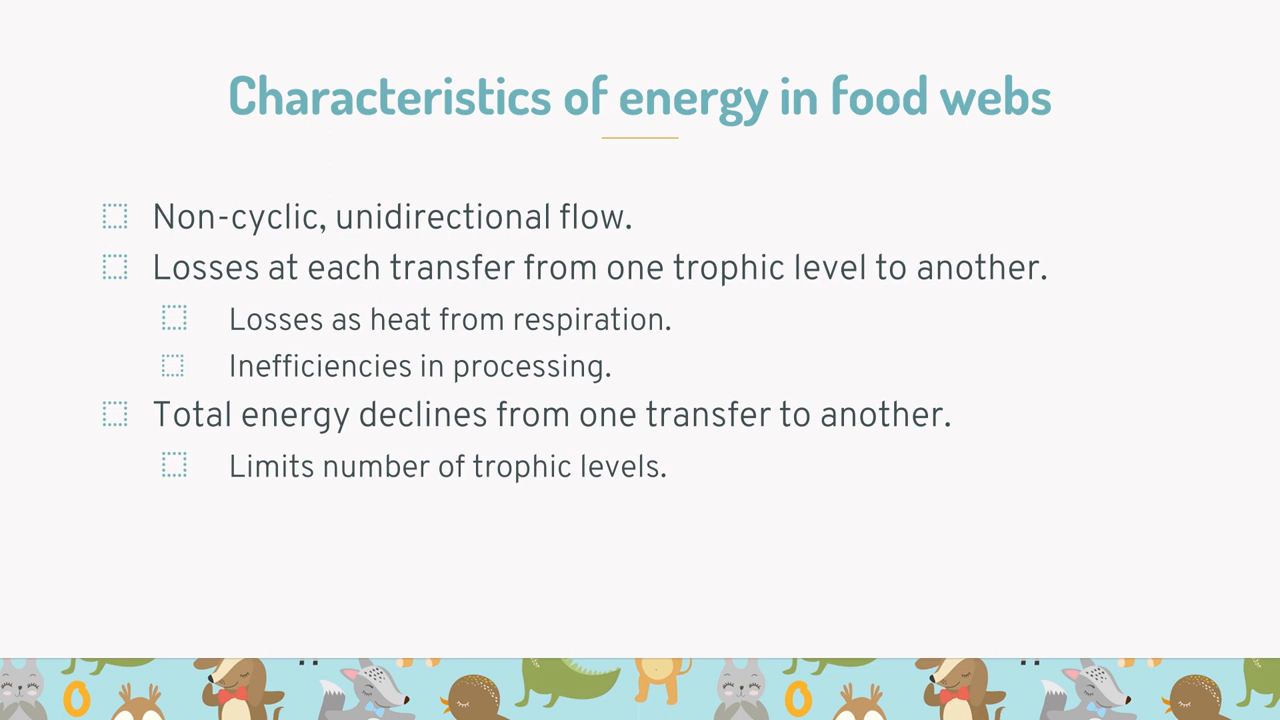 Characteristics of energy in food webs
Non-cyclic, unidirectional flow.
Losses at each transfer from one trophic level to another.
Losses as heat from respiration.
Inefficiencies in processing.
Total energy declines from one transfer to another.
Limits number of trophic levels.